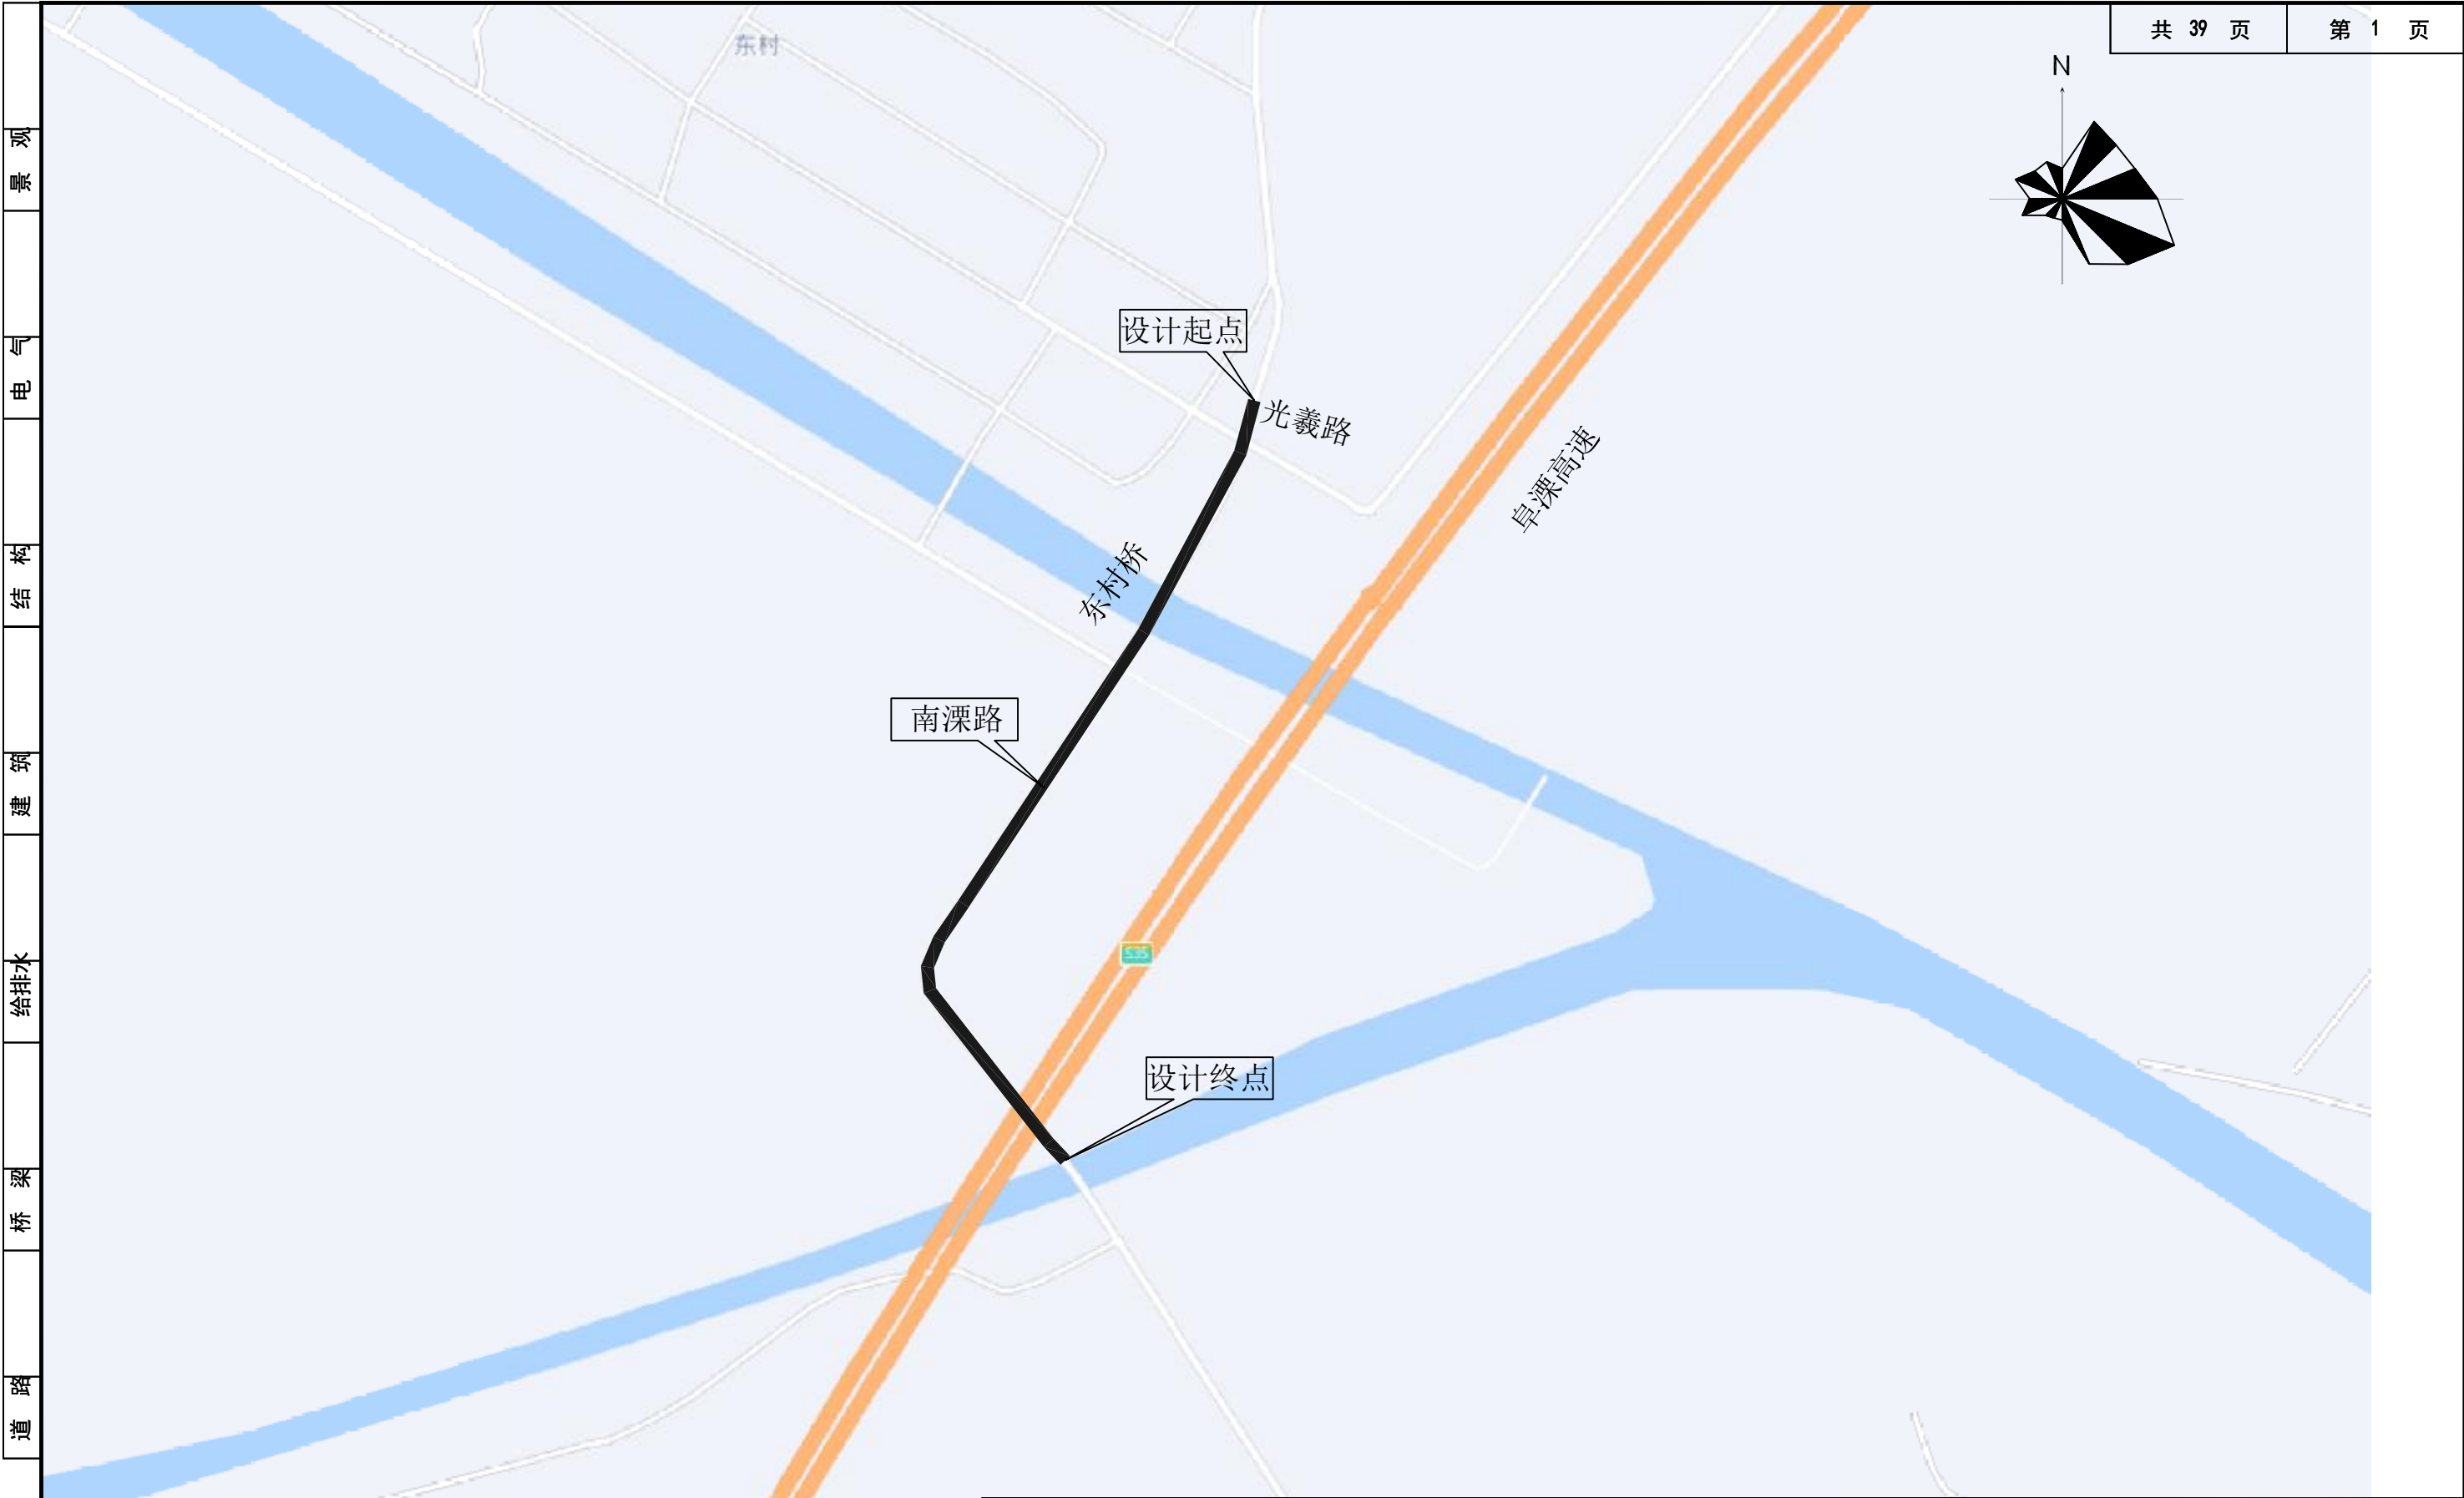 共 39 页 第 1 页
N
东村
设计起点
光羲路
阜溧高速
东村桥
南溧路
S35
设计终点
景 观
电 气
结 构
建 筑
给排水
桥 梁
道 路